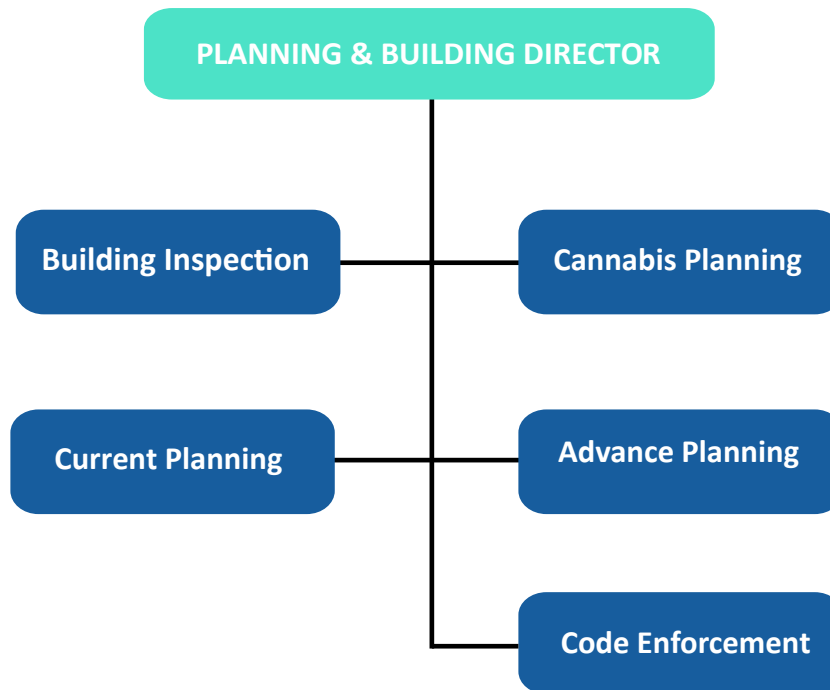 PLANNING & BUILDING DIRECTOR
Building Inspection
Cannabis Planning
Current Planning
Advance Planning
Code Enforcement